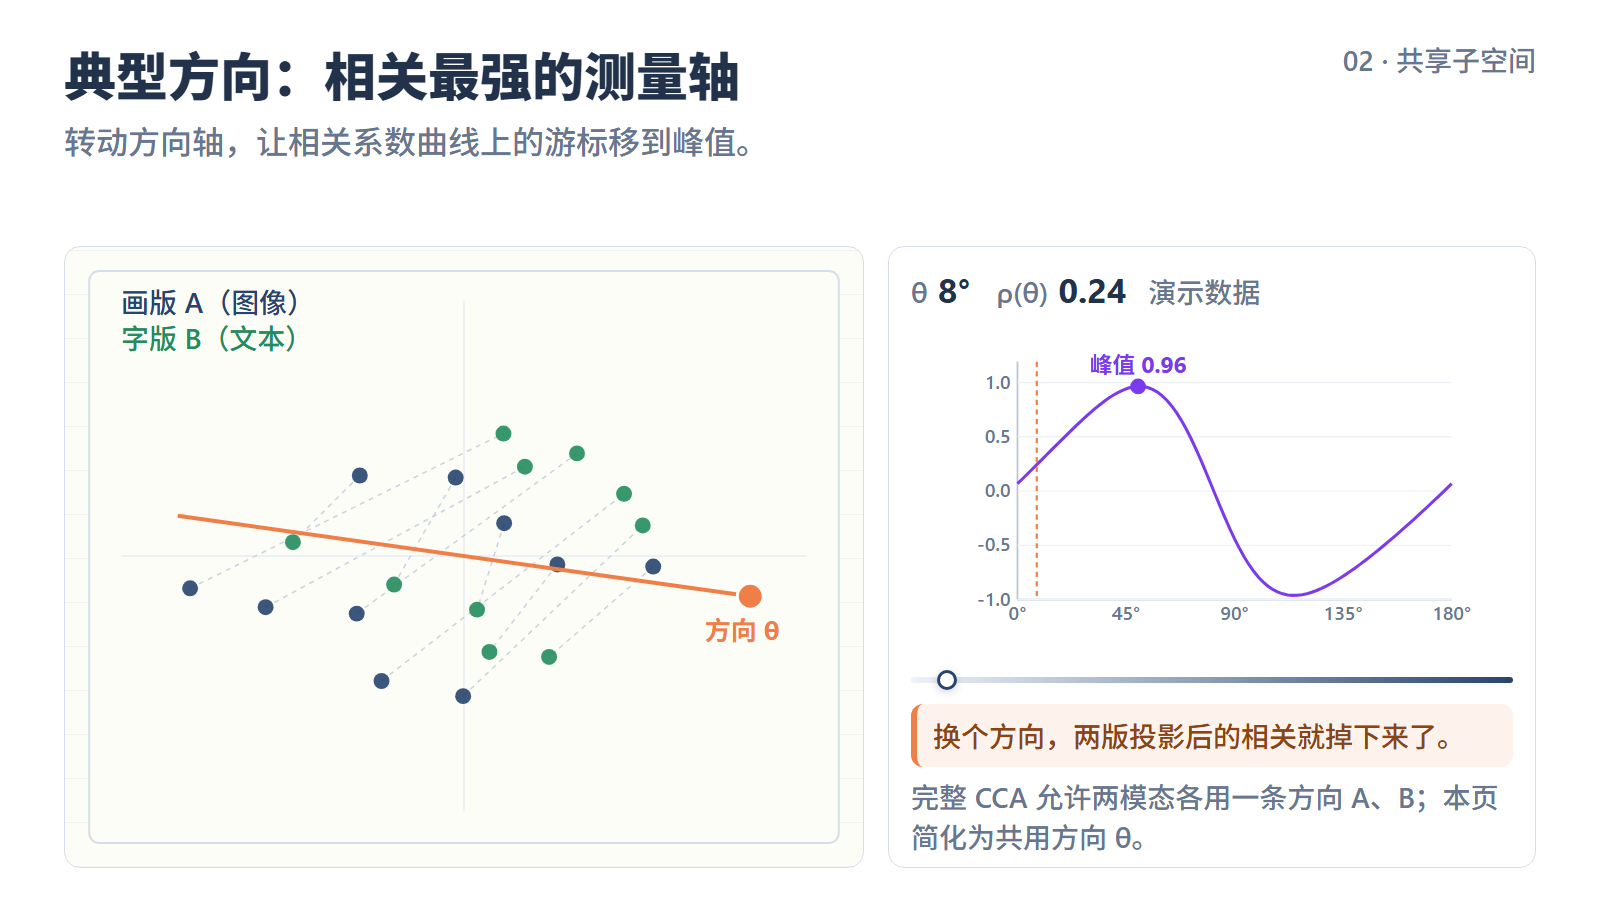 典型方向：相关最强的测量轴
02 · 共享子空间
转动方向轴，让相关系数曲线上的游标移到峰值。
画版 A（图像）
字版 B（文本）
方向 θ
θ 8° ρ(θ) 0.24 演示数据
峰值 0.96
1.0
0.5
0.0
-0.5
-1.0
0° 45° 90° 135° 180°
换个方向，两版投影后的相关就掉下来了。
完整 CCA 允许两模态各用一条方向 A、B；本页
简化为共用方向 θ。